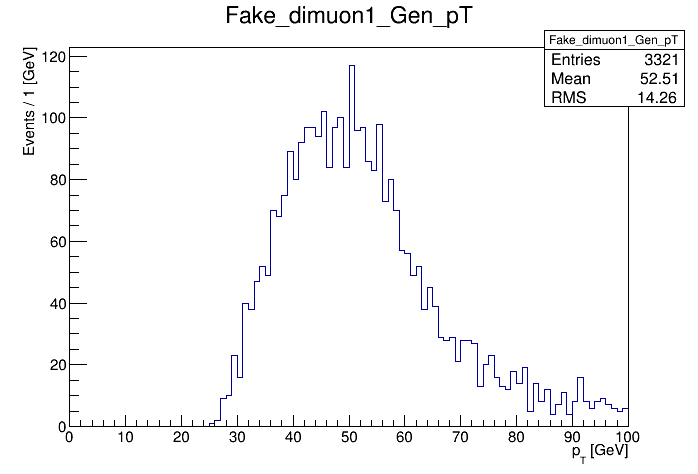 Fake_dimuon1_Gen_pT
Fake_dimuon1_Gen_pT
Entries 3321
Mean 52.51
RMS 14.26
Events / 1 [GeV]
120
100
80
60
40
20
0
0 10 20 30 40 50 60 70 80 90 100
p_T [GeV]